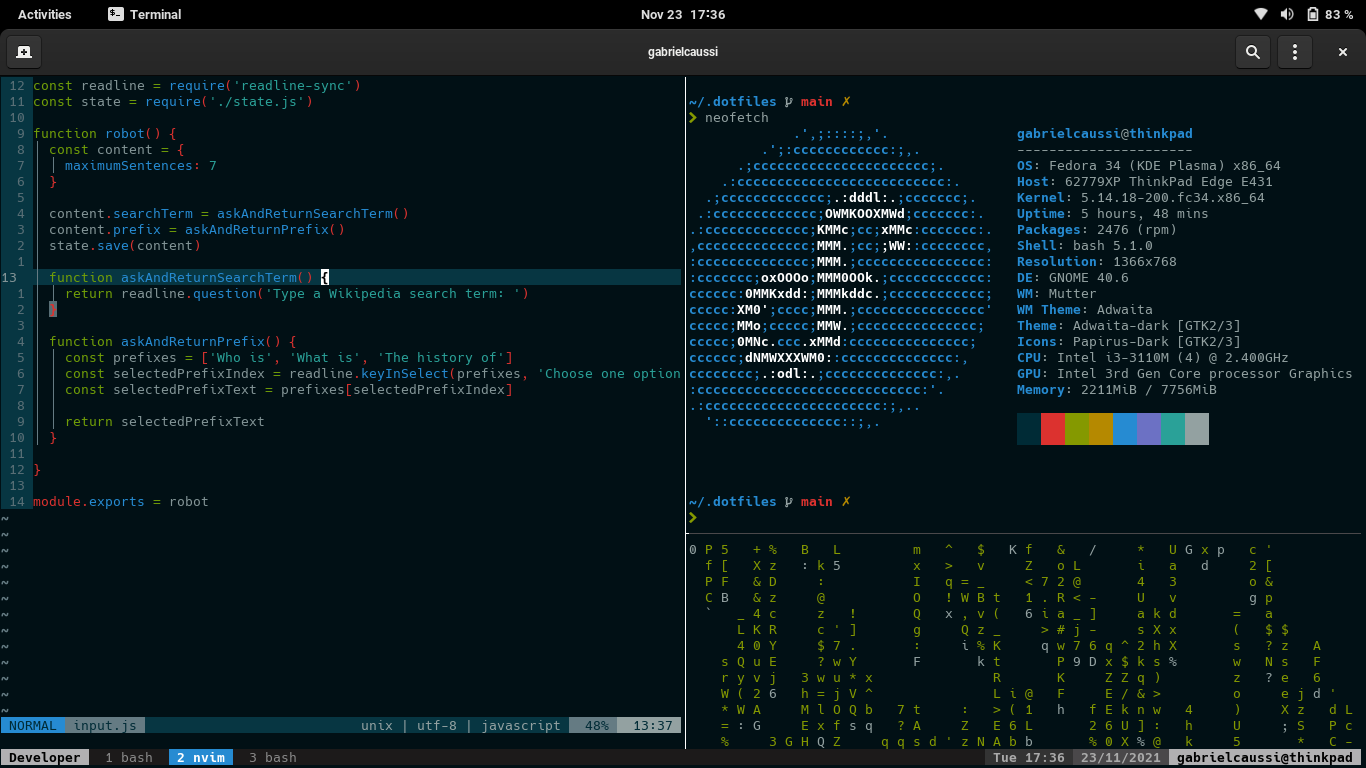 Activities Terminal Nov 23 17:36 83 %
gabrielcaussi
12 const readline = require('readline-sync')
11 const state = require('./state.js')
10
9 function robot() {
8 const content = {
7 maximumSentences: 7
6 }
5
4 content.searchTerm = askAndReturnSearchTerm()
3 content.prefix = askAndReturnPrefix()
2 state.save(content)
1
13 function askAndReturnSearchTerm() {
1 return readline.question('Type a Wikipedia search term: ')
2 }
3
4 function askAndReturnPrefix() {
5 const prefixes = ['Who is', 'What is', 'The history of']
6 const selectedPrefixIndex = readline.keyInSelect(prefixes, 'Choose one option
7 const selectedPrefixText = prefixes[selectedPrefixIndex]
8
9 return selectedPrefixText
10 }
11
12 }
13
14 module.exports = robot
NORMAL input.js unix | utf-8 | javascript 48% 13:37
~/.dotfiles main ✗
❯ neofetch
gabrielcaussi@thinkpad
----------------------
OS: Fedora 34 (KDE Plasma) x86_64
Host: 62779XP ThinkPad Edge E431
Kernel: 5.14.18-200.fc34.x86_64
Uptime: 5 hours, 48 mins
Packages: 2476 (rpm)
Shell: bash 5.1.0
Resolution: 1366x768
DE: GNOME 40.6
WM: Mutter
WM Theme: Adwaita
Theme: Adwaita-dark [GTK2/3]
Icons: Papirus-Dark [GTK2/3]
CPU: Intel i3-3110M (4) @ 2.400GHz
GPU: Intel 3rd Gen Core processor Graphics
Memory: 2211MiB / 7756MiB
~/.dotfiles main ✗
❯
Developer 1 bash 2 nvim 3 bash Tue 17:36 23/11/2021 gabrielcaussi@thinkpad